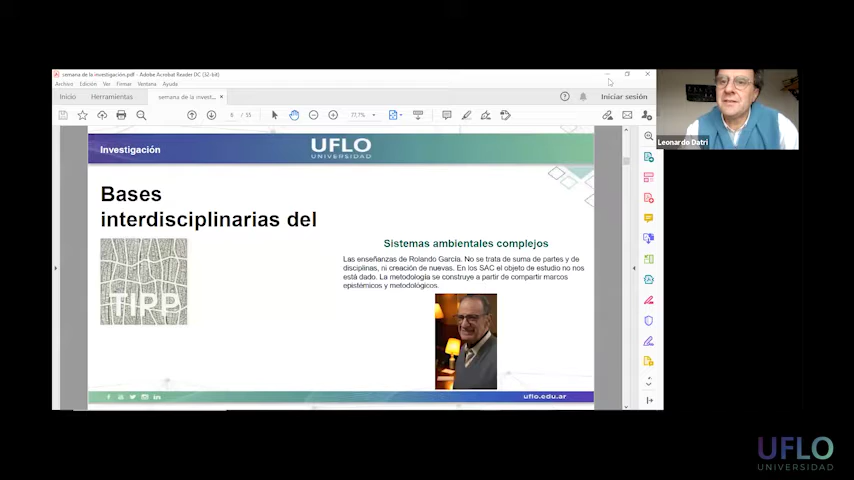 semana de la investigación.pdf - Adobe Acrobat Reader DC (32-bit)
Archivo Edición Ver Firmar Ventana Ayuda
Inicio Herramientas semana de la invest... × Iniciar sesión
6 / 55 77,7%
Investigación UFLO
UNIVERSIDAD
Leonardo Datri
Bases
interdisciplinarias del
TIRP
Sistemas ambientales complejos
Las enseñanzas de Rolando García. No se trata de suma de partes y de
disciplinas, ni creación de nuevas. En los SAC el objeto de estudio no nos
está dado. La metodología se construye a partir de compartir marcos
epistémicos y metodológicos.
uflo.edu.ar
UFLO
UNIVERSIDAD